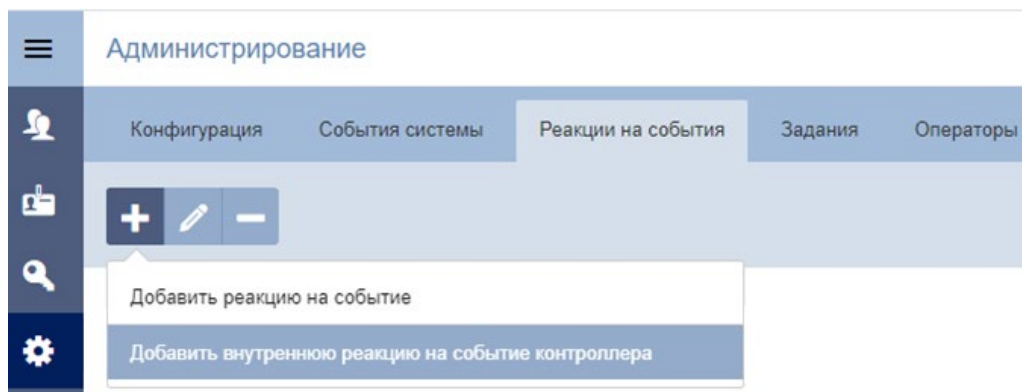 Администрирование
Конфигурация События системы Реакции на события Задания Операторы
Добавить реакцию на событие
Добавить внутреннюю реакцию на событие контроллера